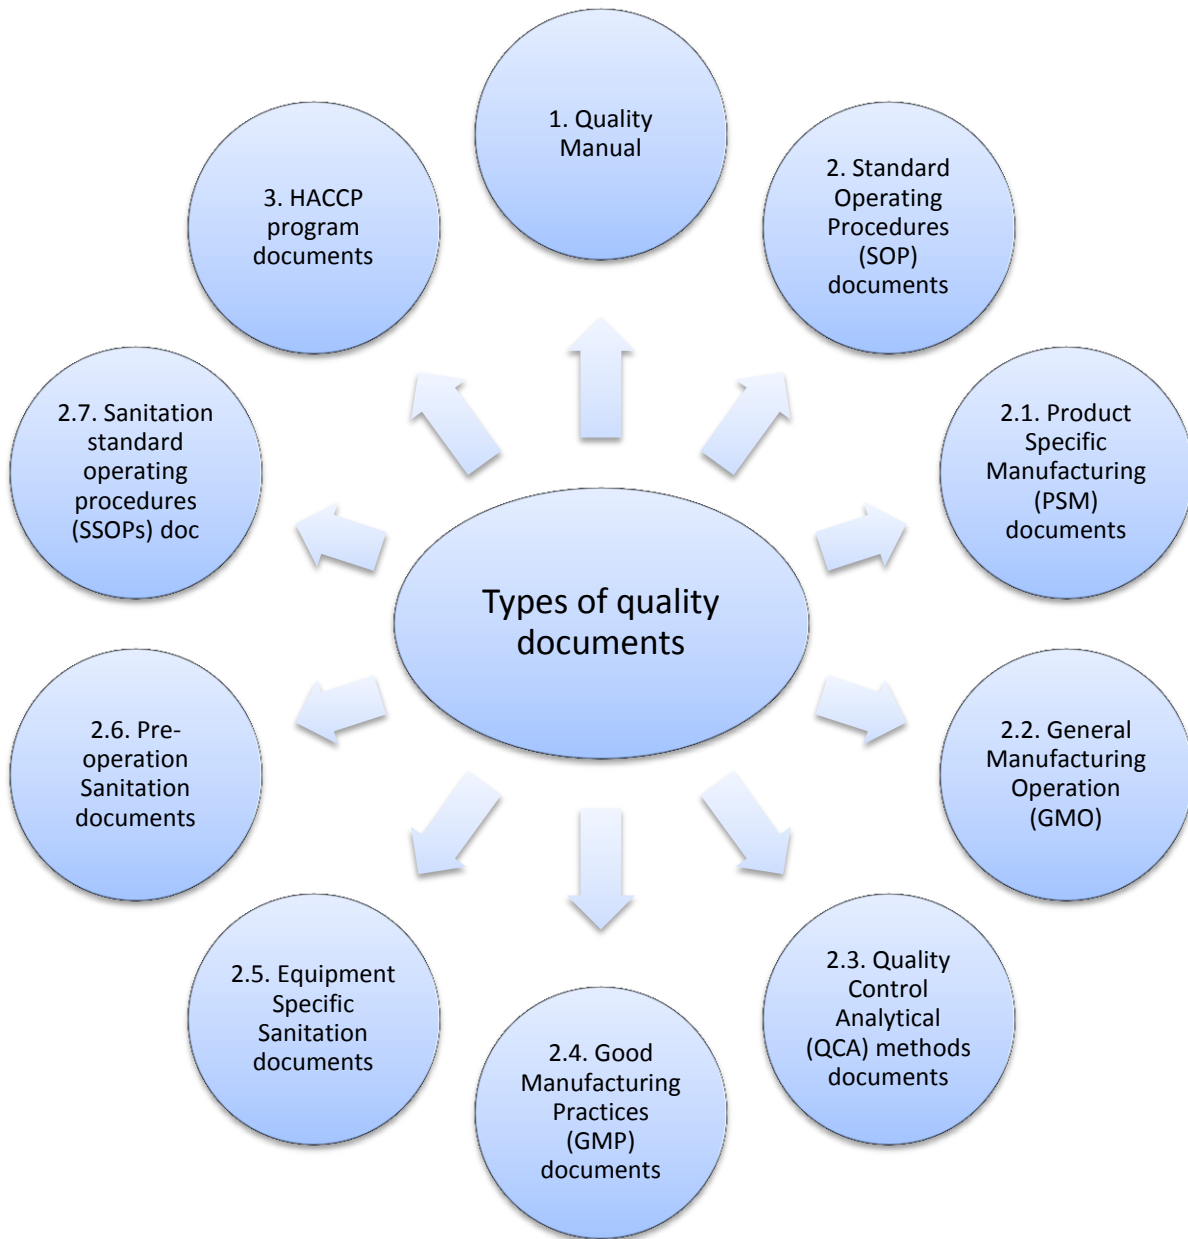 1. Quality
Manual
2. Standard
Operating
Procedures
(SOP)
documents
2.1. Product
Specific
Manufacturing
(PSM)
documents
2.2. General
Manufacturing
Operation
(GMO)
2.3. Quality
Control
Analytical
(QCA) methods
documents
2.4. Good
Manufacturing
Practices
(GMP)
documents
2.5. Equipment
Specific
Sanitation
documents
2.6. Pre-
operation
Sanitation
documents
2.7. Sanitation
standard
operating
procedures
(SSOPs) doc
3. HACCP
program
documents
Types of quality
documents